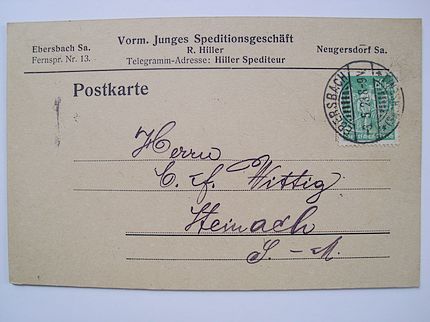 Vorm. Junges Speditionsgeschäft
Ebersbach Sa. R. Hiller Neugersdorf Sa.
Fernspr. Nr. 13. Telegramm-Adresse: Hiller Spediteur
Postkarte
EBERSBACH
Herrn
C. F. Wittig
Steinach
S. – M.